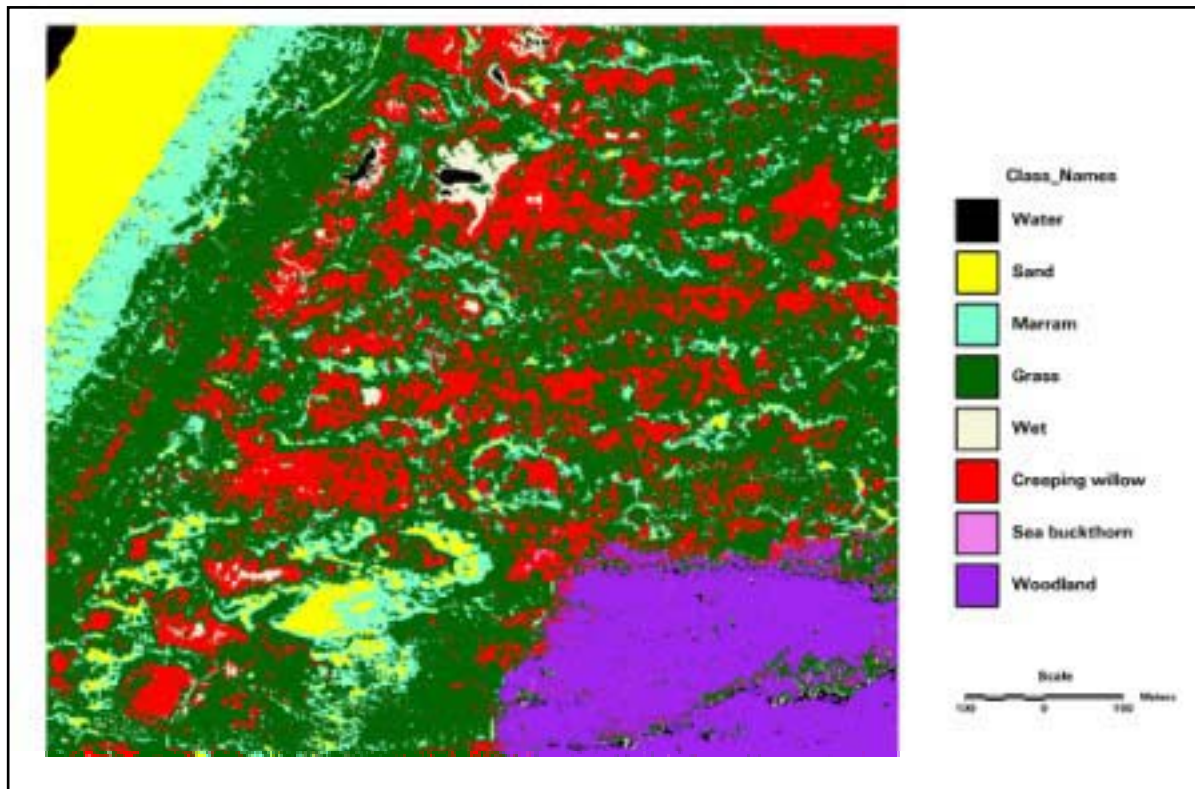 Class_Names
Water
Sand
Marram
Grass
Wet
Creeping willow
Sea buckthorn
Woodland
Scale
Meters
100 0 100